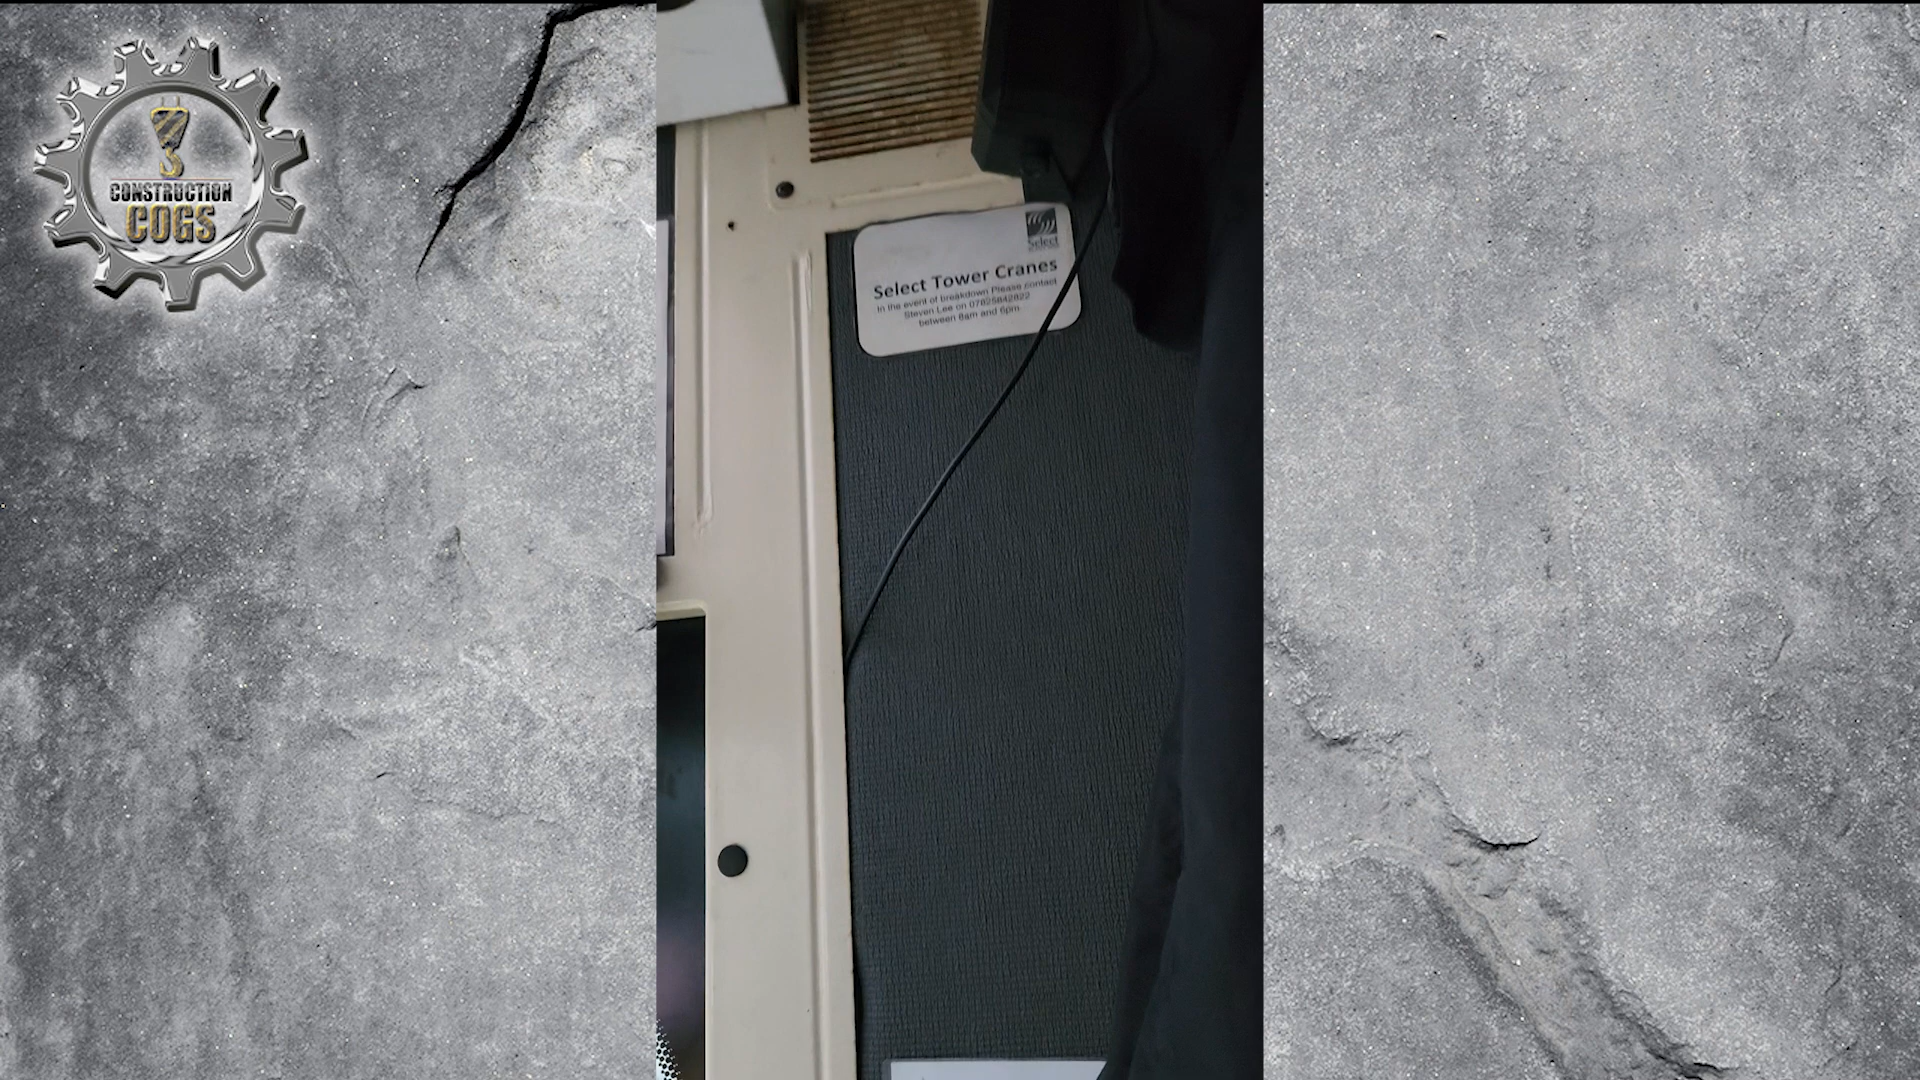 CONSTRUCTION
COGS
Select
Select Tower Cranes
In the event of breakdown Please contact
Steven Lee on 07825842822
between 8am and 6pm